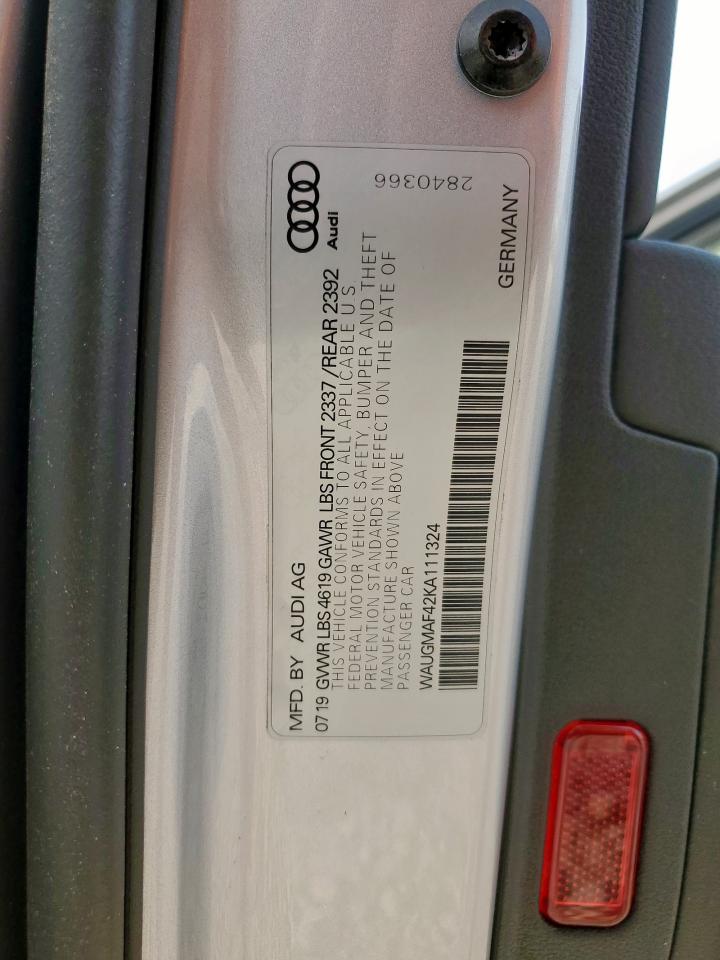 Audi
2840366
MFD. BY AUDI AG
0719 GVWR LBS 4619 GAWR LBS FRONT 2337 /REAR 2392
THIS VEHICLE CONFORMS TO ALL APPLICABLE U.S.
FEDERAL MOTOR VEHICLE SAFETY, BUMPER AND THEFT
PREVENTION STANDARDS IN EFFECT ON THE DATE OF
MANUFACTURE SHOWN ABOVE
PASSENGER CAR
WAUGMAF42KA111324
GERMANY